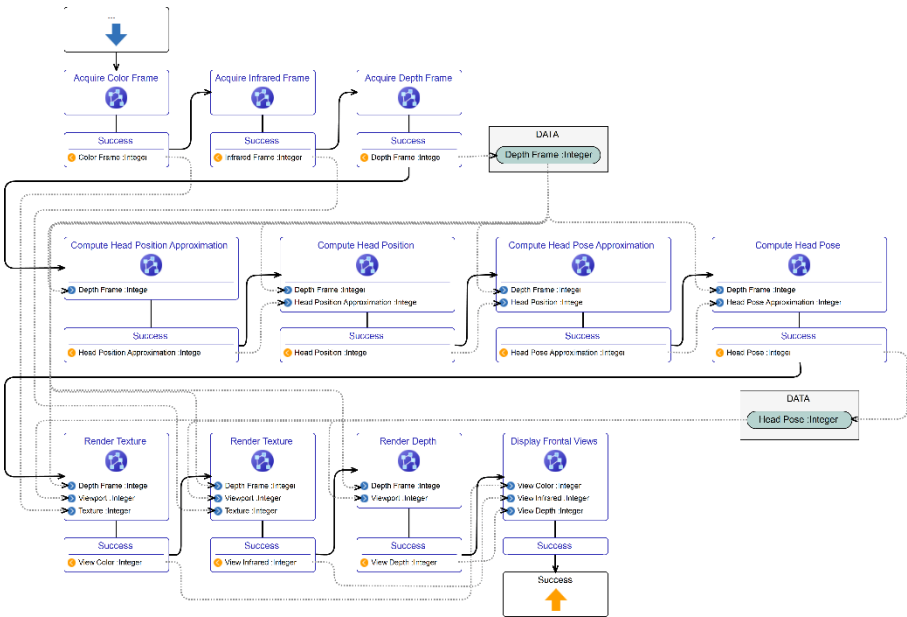 ...
Acquire Color Frame
Acquire Infrared Frame
Acquire Depth Frame
Success
Success
Success
Color Frame :Integer
Infrared Frame :Integer
Depth Frame :Intege
DATA
Depth Frame :Integer
Compute Head Position Approximation
Compute Head Position
Compute Head Pose Approximation
Compute Head Pose
Depth Frame :Intege
Depth Frame :Integer
Head Position Approximation :Integer
Depth Frame :Integer
Head Position :Integer
Depth Frame :Integer
Head Pose Approximation :Integer
Success
Success
Success
Success
Head Position Approximation :Intege
Head Position :Integer
Head Pose Approximation :Integer
Head Pose :Integer
DATA
Head Pose :Integer
Render Texture
Render Texture
Render Depth
Display Frontal Views
Depth Frame :Intege
Viewport :Integer
Texture :Integer
Depth Frame :Integer
Viewport :Integer
Texture :Integer
Depth Frame :Intege
Viewport :Integer
View Color :Integer
View Infrared :Integer
View Depth :Integer
Success
Success
Success
Success
View Color :Integer
View Infrared :Integer
View Depth :Integer
Success